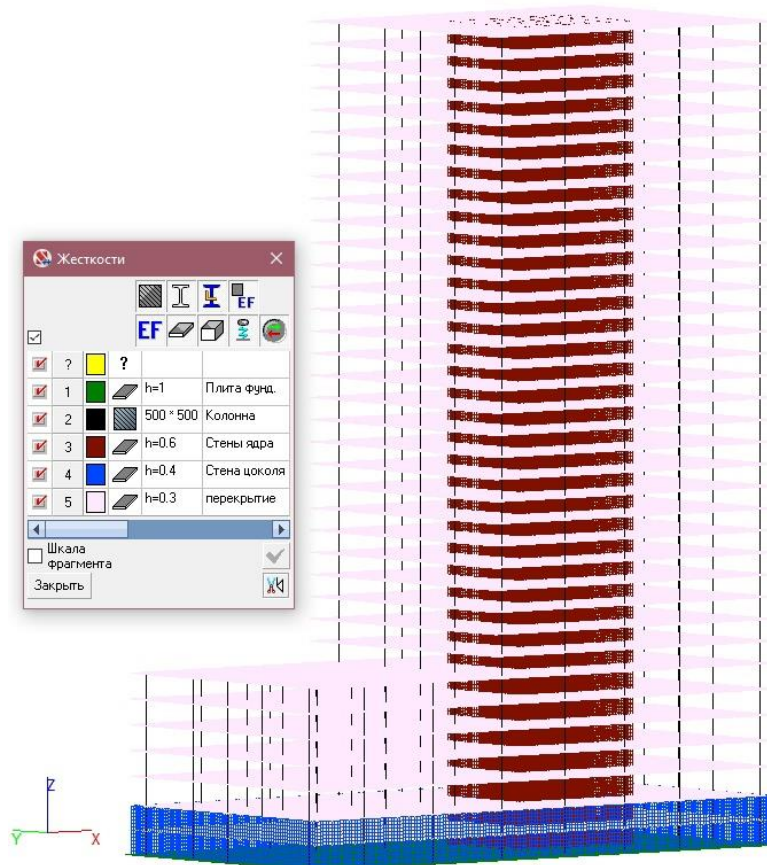 Жесткости
EF
EF
? ?
1 h=1 Плита фунд.
2 500 * 500 Колонна
3 h=0.6 Стены ядра
4 h=0.4 Стена цоколя
5 h=0.3 перекрытие
Шкала
фрагмента
Закрыть
Z
Y X